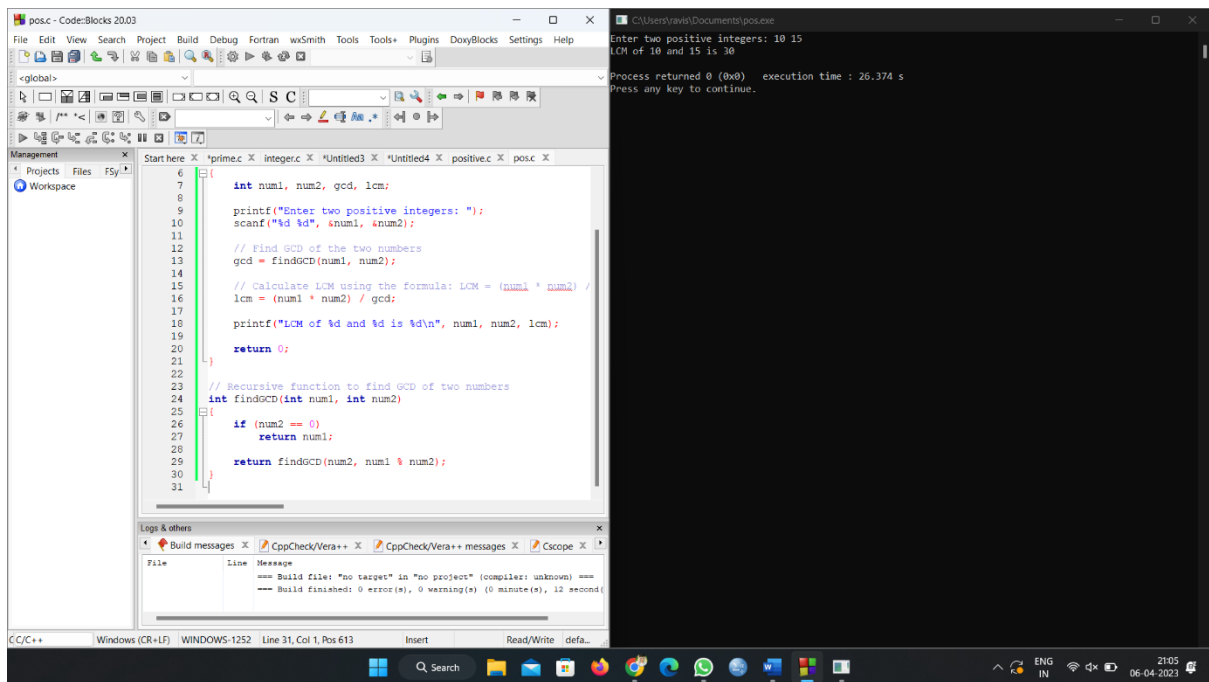 pos.c - Code::Blocks 20.03
File Edit View Search Project Build Debug Fortran wxSmith Tools Tools+ Plugins DoxyBlocks Settings Help
<global>
S C
/** *<
Management
Projects Files FSy
Workspace
Start here *prime.c integer.c *Untitled3 *Untitled4 positive.c pos.c
6 {
7 int num1, num2, gcd, lcm;
8
9 printf("Enter two positive integers: ");
10 scanf("%d %d", &num1, &num2);
11
12 // Find GCD of the two numbers
13 gcd = findGCD(num1, num2);
14
15 // Calculate LCM using the formula: LCM = (num1 * num2) /
16 lcm = (num1 * num2) / gcd;
17
18 printf("LCM of %d and %d is %d\n", num1, num2, lcm);
19
20 return 0;
21 }
22
23 // Recursive function to find GCD of two numbers
24 int findGCD(int num1, int num2)
25 {
26 if (num2 == 0)
27 return num1;
28
29 return findGCD(num2, num1 % num2);
30 }
31
Logs & others
Build messages CppCheck/Vera++ CppCheck/Vera++ messages Cscope
File Line Message
=== Build file: "no target" in "no project" (compiler: unknown) ===
=== Build finished: 0 error(s), 0 warning(s) (0 minute(s), 12 second(
C/C++ Windows (CR+LF) WINDOWS-1252 Line 31, Col 1, Pos 613 Insert Read/Write defa...
C:\Users\ravis\Documents\pos.exe
Enter two positive integers: 10 15
LCM of 10 and 15 is 30
Process returned 0 (0x0) execution time : 26.374 s
Press any key to continue.
Search
ENG
IN
21:05
06-04-2023